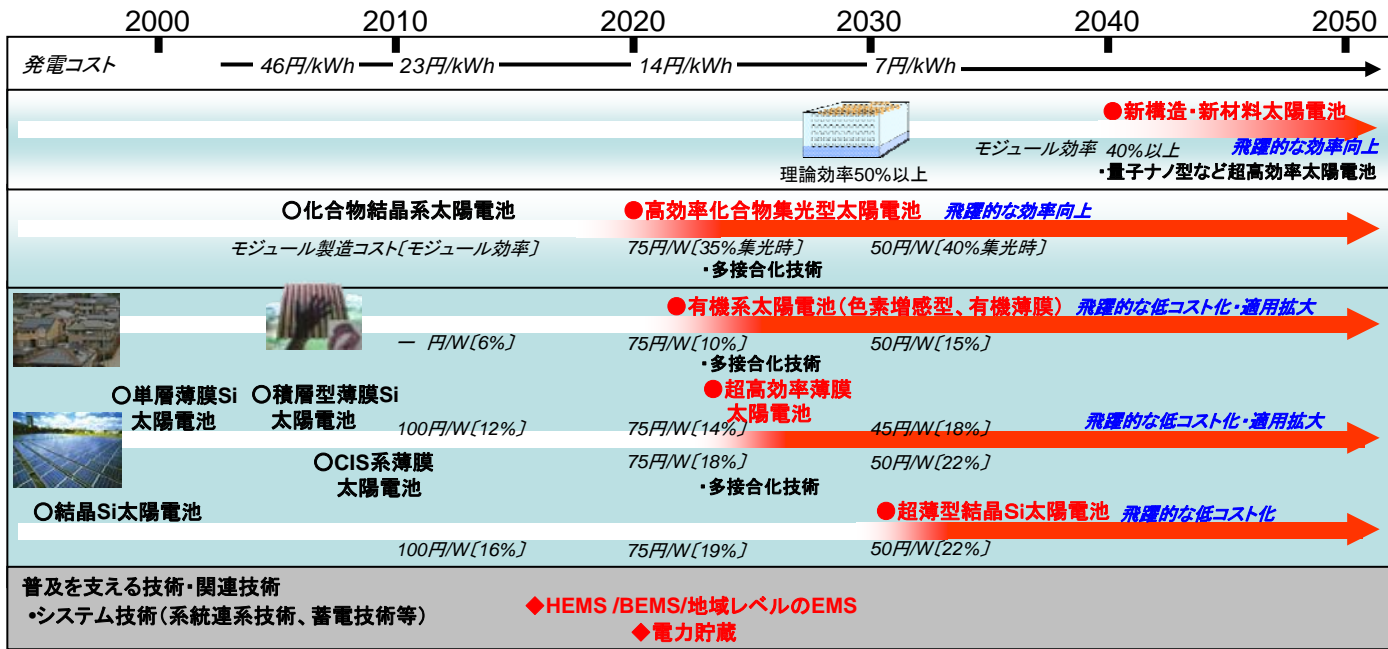 2000 2010 2020 2030 2040 2050
発電コスト 46円/kWh 23円/kWh 14円/kWh 7円/kWh
●新構造・新材料太陽電池
モジュール効率 40%以上 飛躍的な効率向上
理論効率50%以上 ・量子ナノ型など超高効率太陽電池
○化合物結晶系太陽電池 ●高効率化合物集光型太陽電池 飛躍的な効率向上
モジュール製造コスト〔モジュール効率〕 75円/W〔35%集光時〕 50円/W〔40%集光時〕
・多接合化技術
●有機系太陽電池(色素増感型、有機薄膜) 飛躍的な低コスト化・適用拡大
― 円/W〔6%〕 75円/W〔10%〕 50円/W〔15%〕
・多接合化技術
○単層薄膜Si ○積層型薄膜Si ●超高効率薄膜
太陽電池 太陽電池 太陽電池 飛躍的な低コスト化・適用拡大
100円/W〔12%〕 75円/W〔14%〕 45円/W〔18%〕
○CIS系薄膜 75円/W〔18%〕 50円/W〔22%〕
太陽電池 ・多接合化技術
○結晶Si太陽電池 ●超薄型結晶Si太陽電池 飛躍的な低コスト化
100円/W〔16%〕 75円/W〔19%〕 50円/W〔22%〕
普及を支える技術・関連技術
•システム技術(系統連系技術、蓄電技術等) ◆HEMS /BEMS/地域レベルのEMS
◆電力貯蔵